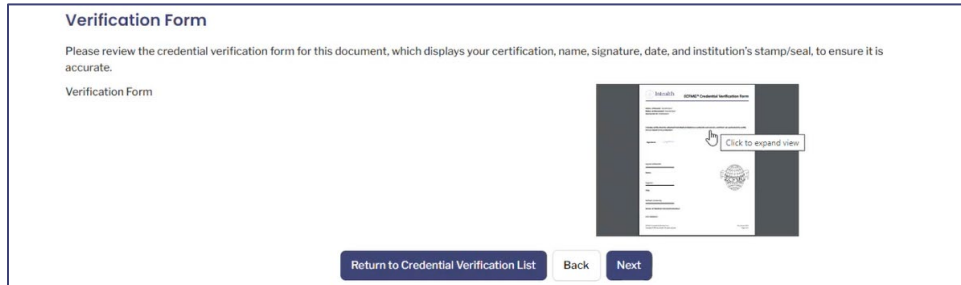 Verification Form
Please review the credential verification form for this document, which displays your certification, name, signature, date, and institution's stamp/seal, to ensure it is
accurate.
Verification Form
Intealth
ECFMG® Credential Verification Form
Click to expand view
Return to Credential Verification List
Back
Next